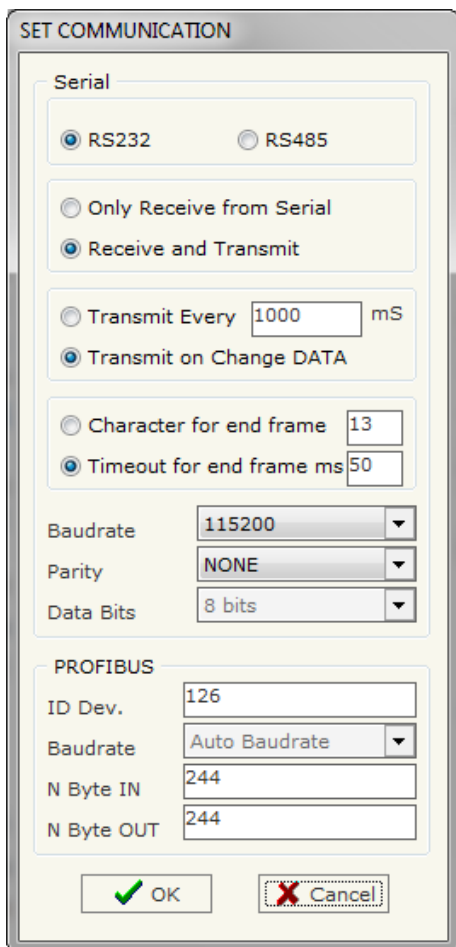 SET COMMUNICATION
Serial
RS232 RS485
Only Receive from Serial
Receive and Transmit
Transmit Every 1000 mS
Transmit on Change DATA
Character for end frame 13
Timeout for end frame ms 50
Baudrate 115200
Parity NONE
Data Bits 8 bits
PROFIBUS
ID Dev. 126
Baudrate Auto Baudrate
N Byte IN 244
N Byte OUT 244
OK Cancel